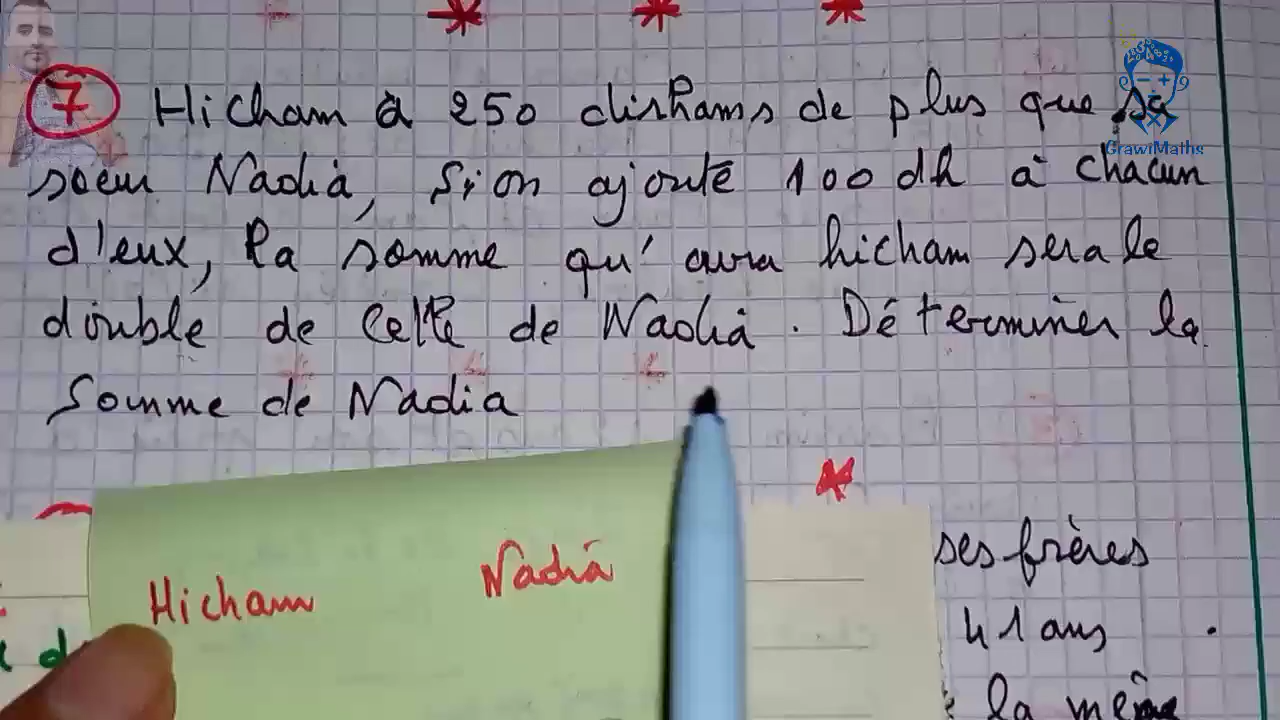 7 Hicham à 250 dirhams de plus que sa
soeur Nadia, Si on ajoute 100 dh à chacun
d'eux, la somme qu'aura hicham sera le
double de celle de Nadia. Déterminer la
Somme de Nadia
GrawiMaths
Hicham Nadia
ses frères
41 ans .
la même